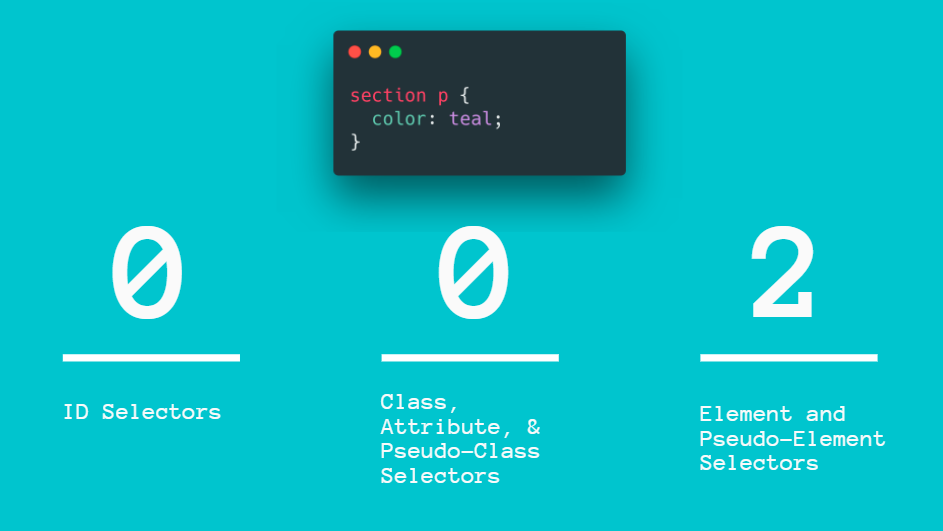 section p {
  color: teal;
}
0
0
2
ID Selectors
Class,
Attribute, &
Pseudo-Class
Selectors
Element and
Pseudo-Element
Selectors